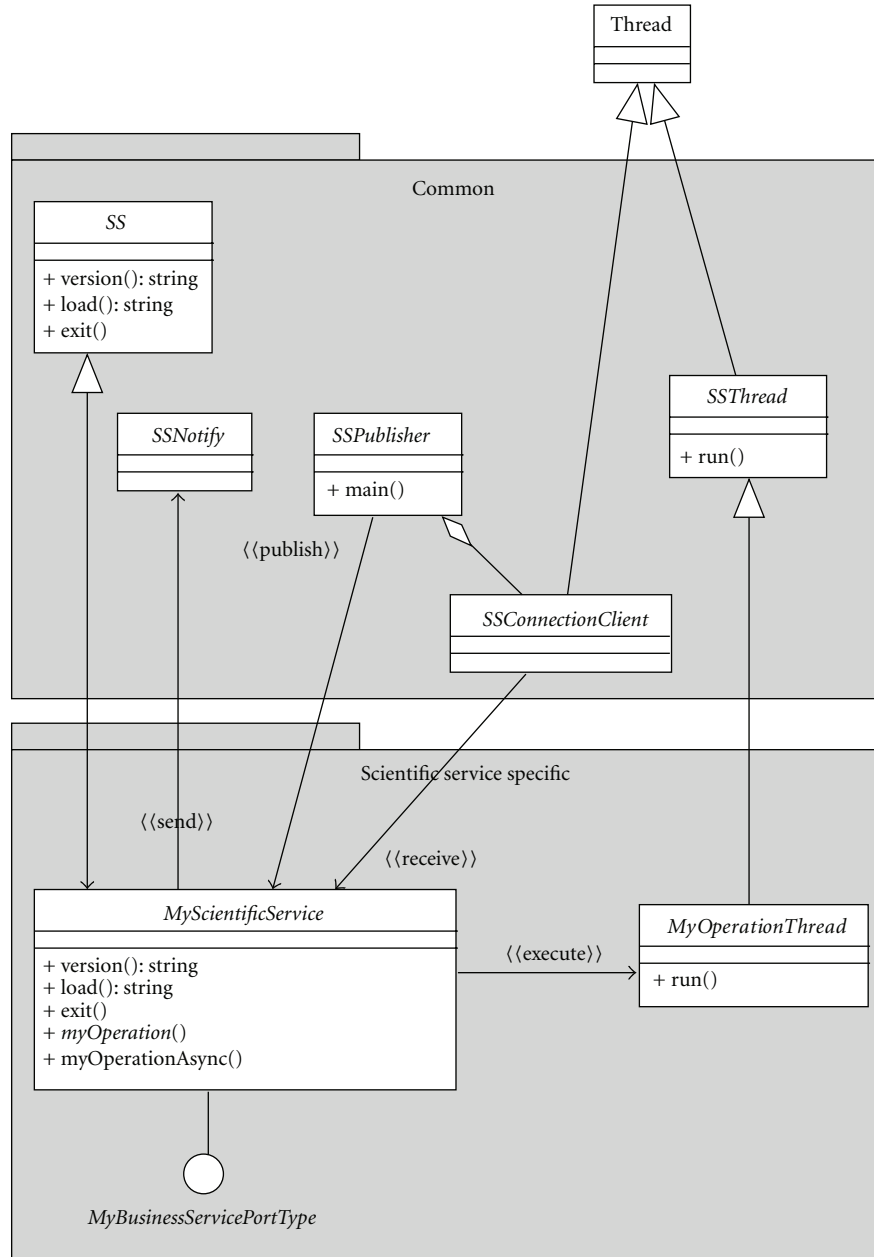 Thread
Common
SS
+ version(): string
+ load(): string
+ exit()
SSThread
+ run()
SSNotify
SSPublisher
+ main()
⟨⟨publish⟩⟩
SSConnectionClient
Scientific service specific
⟨⟨send⟩⟩
⟨⟨receive⟩⟩
MyScientificService
+ version(): string
+ load(): string
+ exit()
+ myOperation()
+ myOperationAsync()
⟨⟨execute⟩⟩
MyOperationThread
+ run()
MyBusinessServicePortType